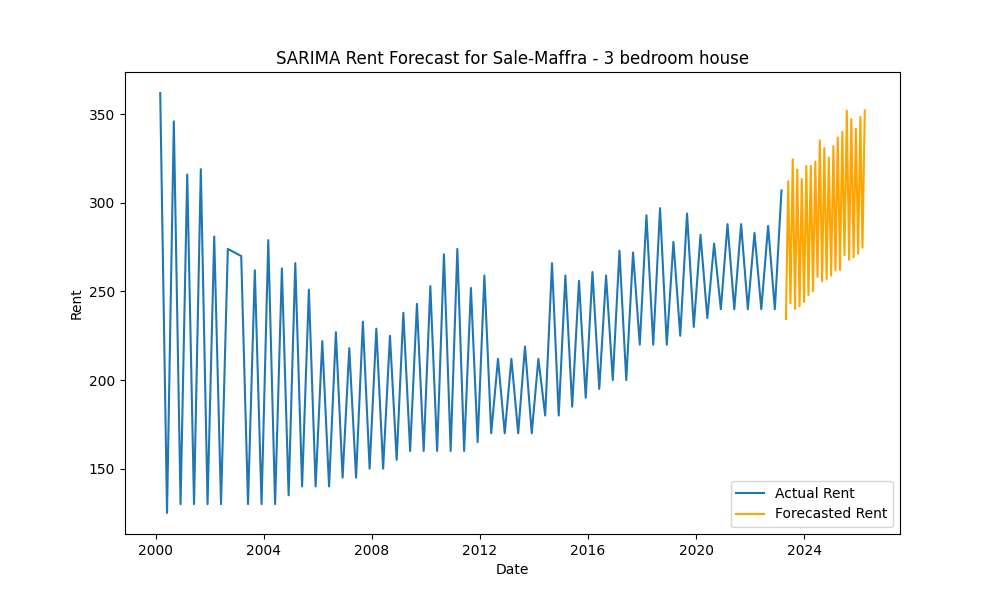 SARIMA Rent Forecast for Sale-Maffra - 3 bedroom house
Rent
350
300
250
200
150
2000 2004 2008 2012 2016 2020 2024
Date
Actual Rent
Forecasted Rent